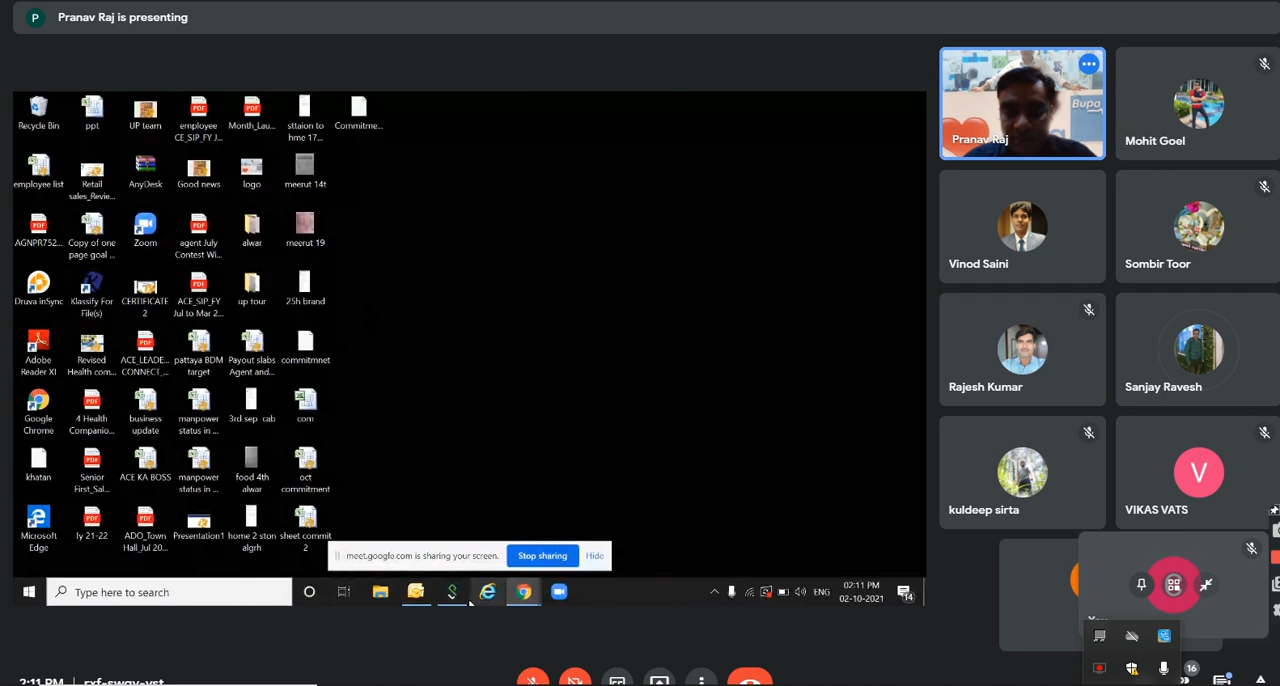 P Pranav Raj is presenting
Recycle Bin
ppt
UP team
employee
CE_SIP_FY J...
Month_Lau...
sttaion to
hme 17...
Commitme...
employee list
Retail
sales_Revie...
AnyDesk
Good news
logo
meerut 14t
AGNPR752...
Copy of one
page goal ...
Zoom
agent July
Contest Wi...
alwar
meerut 19
Druva inSync
Klassify For
File(s)
CERTIFICATE
2
ACE_SIP_FY
Jul to Mar 2...
up tour
25h brand
Adobe
Reader XI
Revised
Health com...
ACE_LEADE...
CONNECT_...
pattaya BDM
target
Payout slabs
Agent and...
commitmnet
Google
Chrome
4 Health
Companio...
business
update
manpower
status in ...
3rd sep cab
com
khatan
Senior
First_Sal...
ACE KA BOSS
manpower
status in ...
food 4th
alwar
oct
commitment
Microsoft
Edge
ly 21-22
ADO_Town
Hall_Jul 20...
Presentation1
home 2 ston
algrh
sheet commit
2
meet.google.com is sharing your screen. Stop sharing Hide
Type here to search
ENG
02:11 PM
02-10-2021
14
Bupa
Pranav Raj
Mohit Goel
Vinod Saini
Sombir Toor
Rajesh Kumar
Sanjay Ravesh
kuldeep sirta
V
VIKAS VATS
You
16
2:11 PM rxf-swqv-vst